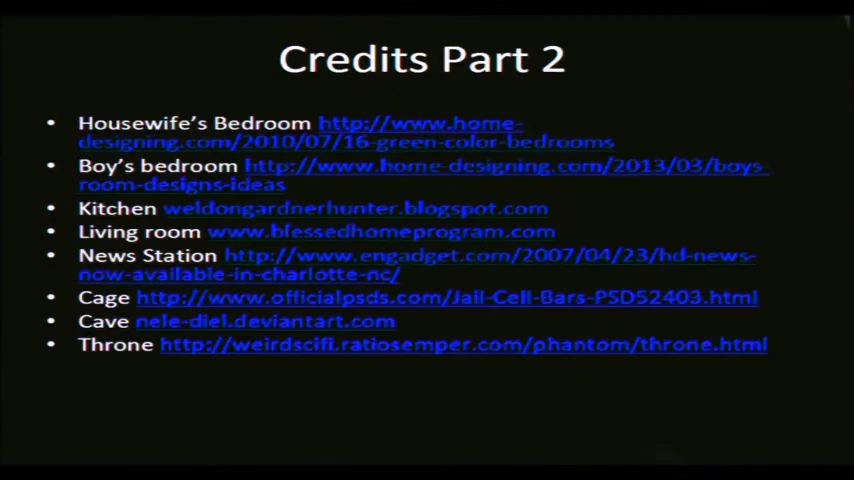 Credits Part 2
• Housewife's Bedroom http://www.home-
designing.com/2010/07/16-green-color-bedrooms
• Boy's bedroom http://www.home-designing.com/2013/03/boys-
room-designs-ideas
• Kitchen weldongardnerhunter.blogspot.com
• Living room www.blessedhomeprogram.com
• News Station http://www.engadget.com/2007/04/23/hd-news-
now-available-in-charlotte-nc/
• Cage http://www.officialpsds.com/Jail-Cell-Bars-PSD52403.html
• Cave nele-diel.deviantart.com
• Throne http://weirdscifi.ratiosemper.com/phantom/throne.html